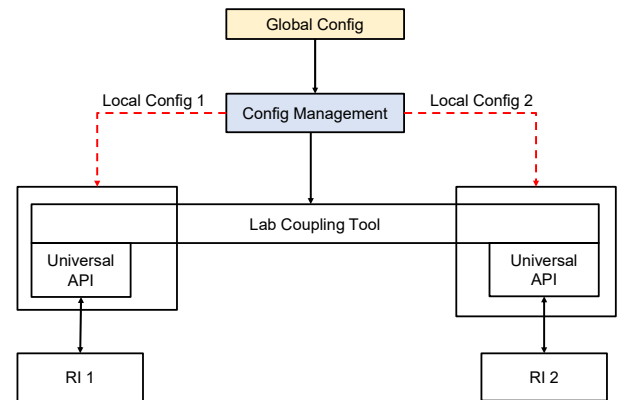 Global Config
Local Config 1
Config Management
Local Config 2
Lab Coupling Tool
Universal
API
Universal
API
RI 1
RI 2